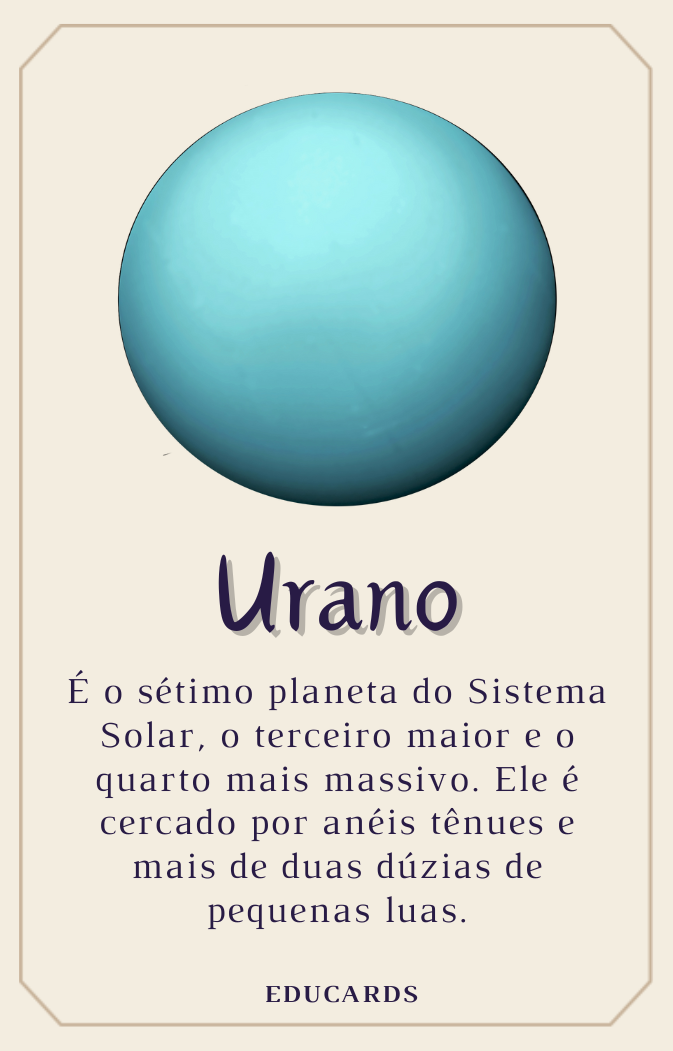 Urano
É o sétimo planeta do Sistema
Solar, o terceiro maior e o
quarto mais massivo. Ele é
cercado por anéis tênues e
mais de duas dúzias de
pequenas luas.
EDUCARDS